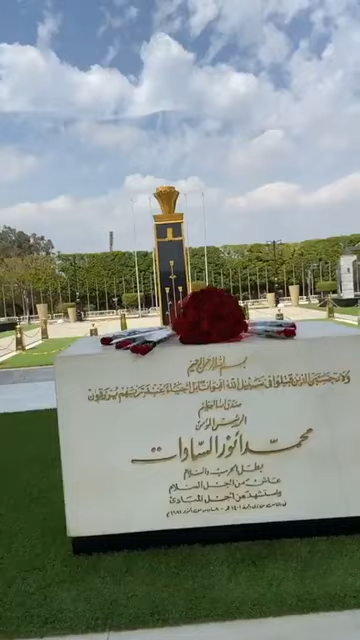 بسم الله الرحمن الرحيم
ولا تحسبن الذين قتلوا في سبيل الله أمواتا بل أحياء عند ربهم يرزقون
صدق الله العظيم
الرئيس المؤمن
محمد أنور السادات
بطل الحرب والسلام
عاش من أجل السلام
واستشهد من أجل المبادئ